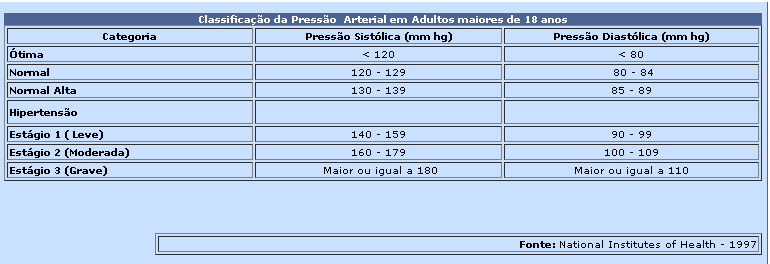 Classificação da Pressão Arterial em Adultos maiores de 18 anos
Categoria Pressão Sistólica (mm hg) Pressão Diastólica (mm hg)
Ótima < 120 < 80
Normal 120 - 129 80 - 84
Normal Alta 130 - 139 85 - 89
Hipertensão
Estágio 1 ( Leve) 140 - 159 90 - 99
Estágio 2 (Moderada) 160 - 179 100 - 109
Estágio 3 (Grave) Maior ou igual a 180 Maior ou igual a 110
Fonte: National Institutes of Health - 1997